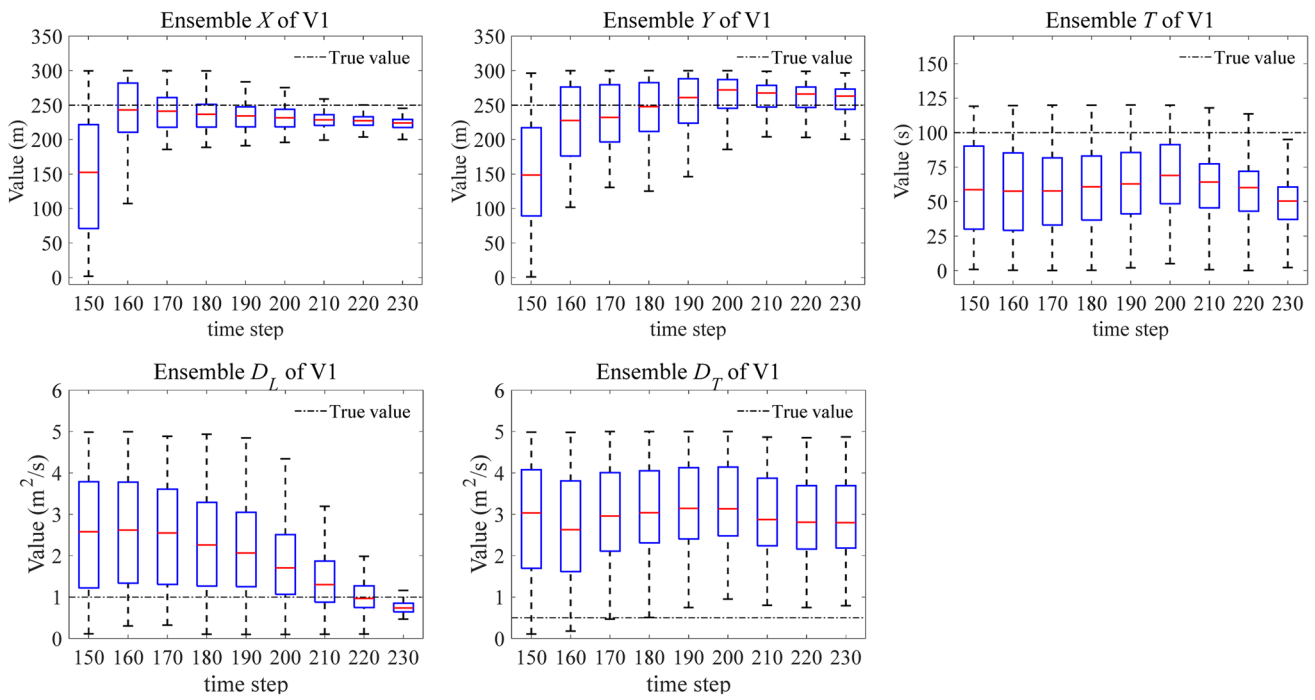 Ensemble X of V1
Value (m)
350
300
250
200
150
100
50
0
True value
150 160 170 180 190 200 210 220 230
time step
Ensemble Y of V1
Value (m)
350
300
250
200
150
100
50
0
True value
150 160 170 180 190 200 210 220 230
time step
Ensemble T of V1
Value (s)
150
125
100
75
50
25
0
True value
150 160 170 180 190 200 210 220 230
time step
Ensemble D_L of V1
Value (m²/s)
6
5
4
3
2
1
0
True value
150 160 170 180 190 200 210 220 230
time step
Ensemble D_T of V1
Value (m²/s)
6
5
4
3
2
1
0
True value
150 160 170 180 190 200 210 220 230
time step